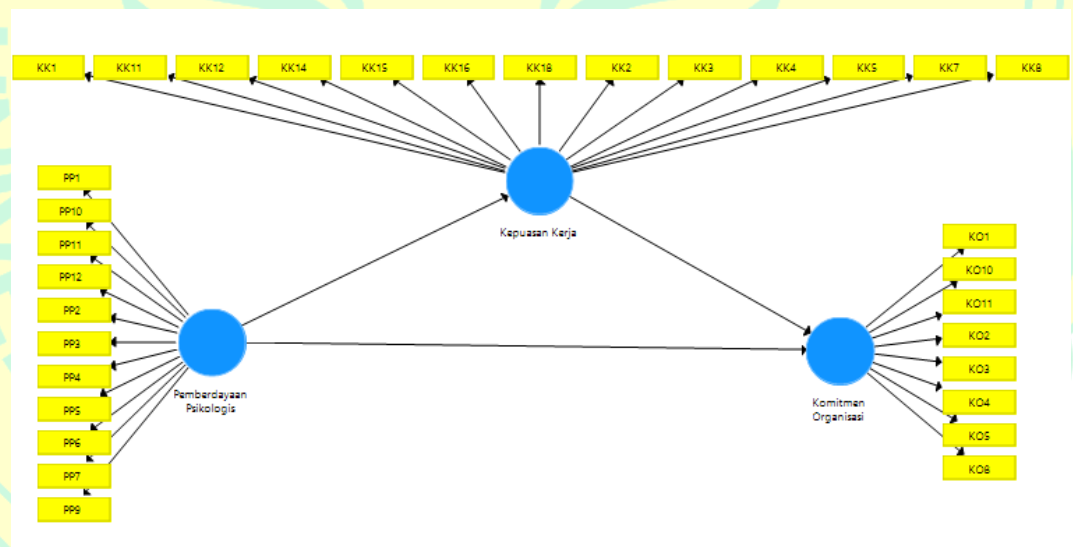 KK1 KK11 KK12 KK14 KK15 KK16 KK18 KK2 KK3 KK4 KK5 KK7 KK8
Kepuasan Kerja
PP1
PP10
PP11
PP12
PP2
PP3
PP4
PP5
PP6
PP7
PP9
Pemberdayaan
Psikologis
KO1
KO10
KO11
KO2
KO3
KO4
KO5
KO8
Komitmen
Organisasi